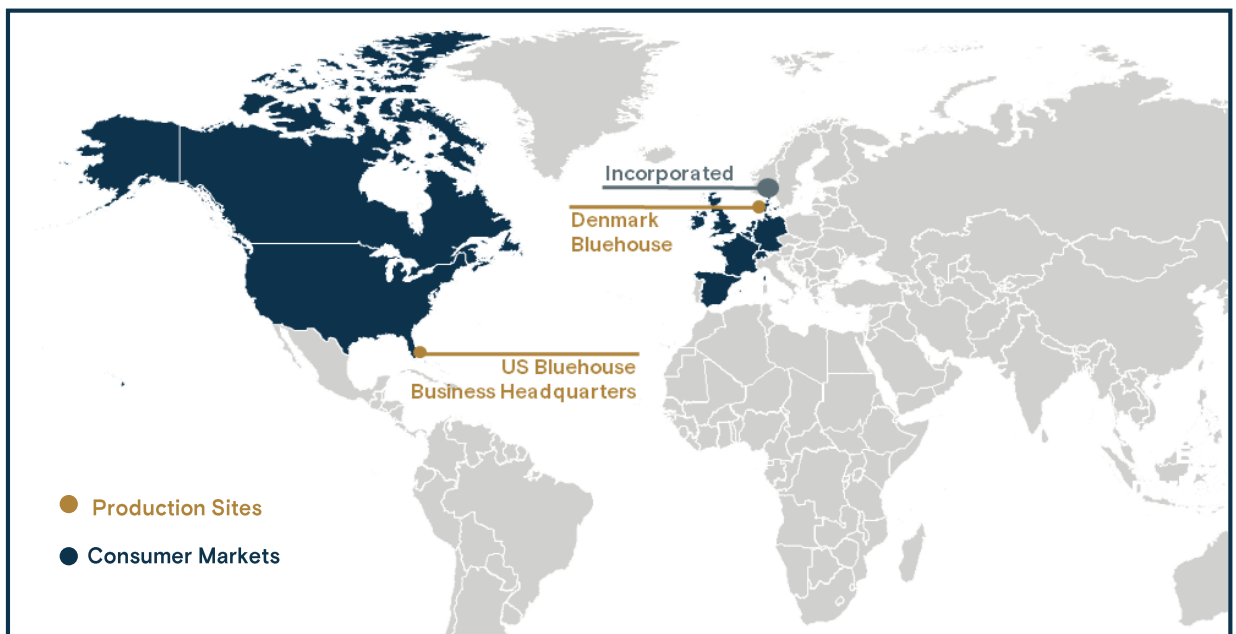 Incorporated
Denmark
Bluehouse
US Bluehouse
Business Headquarters
Production Sites
Consumer Markets